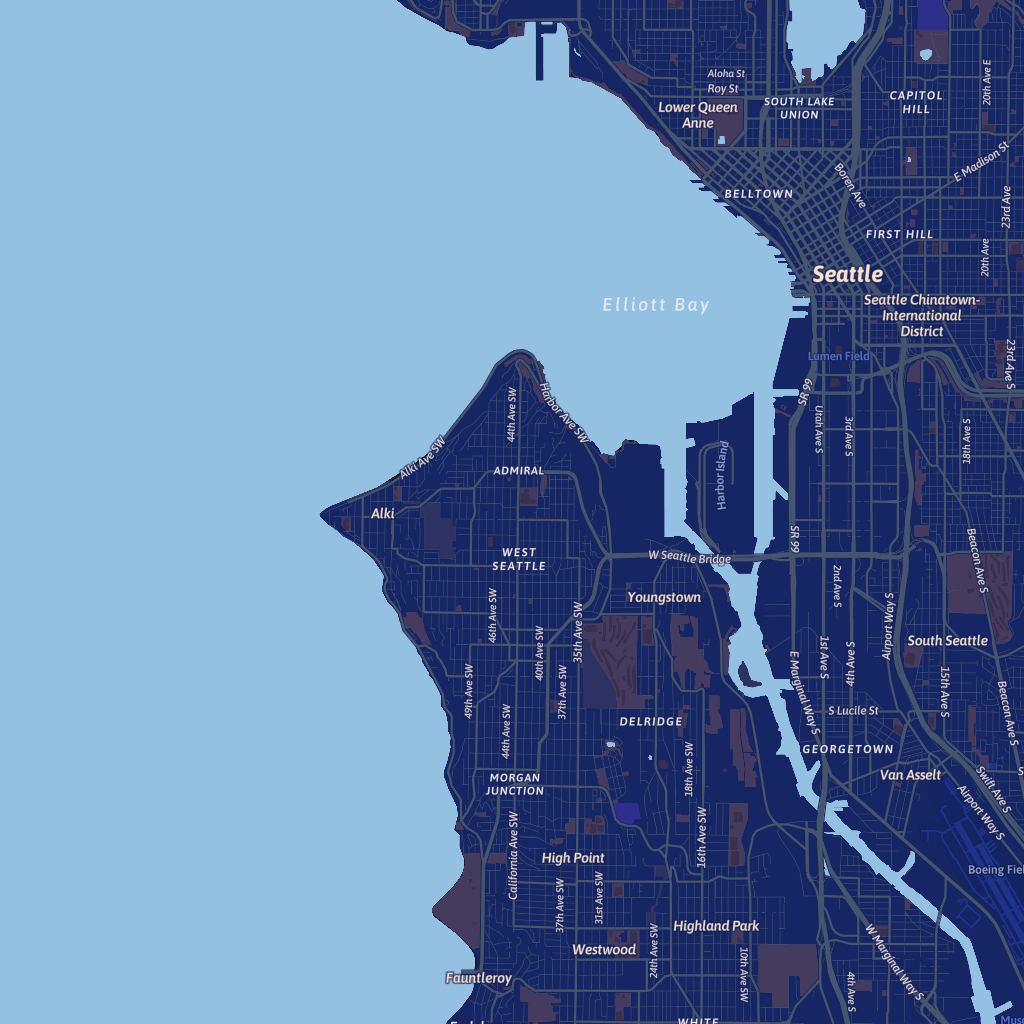 Aloha St
Roy St
Lower Queen
Anne
SOUTH LAKE
UNION
CAPITOL
HILL
20th Ave E
E Madison St
Boren Ave
BELLTOWN
23rd Ave
FIRST HILL
20th Ave
Seattle
Elliott Bay
Seattle Chinatown-
International
District
Lumen Field
23rd Ave S
SR 99
44th Ave SW
Harbor Ave SW
Utah Ave S
3rd Ave S
18th Ave S
Alki Ave SW
ADMIRAL
Harbor Island
Alki
SR 99
WEST
SEATTLE
W Seattle Bridge
Beacon Ave S
2nd Ave S
Youngstown
46th Ave SW
35th Ave SW
Airport Way S
40th Ave SW
South Seattle
1st Ave S
4th Ave S
49th Ave SW
37th Ave SW
E Marginal Way S
15th Ave S
Beacon Ave S
44th Ave SW
S Lucile St
DELRIDGE
GEORGETOWN
18th Ave SW
Van Asselt
S
MORGAN
JUNCTION
Swift Ave S
Airport Way S
California Ave SW
16th Ave SW
High Point
Boeing Fie
37th Ave SW
31st Ave SW
Highland Park
24th Ave SW
Westwood
W Marginal Way S
10th Ave SW
Fauntleroy
4th Ave S
WHITE